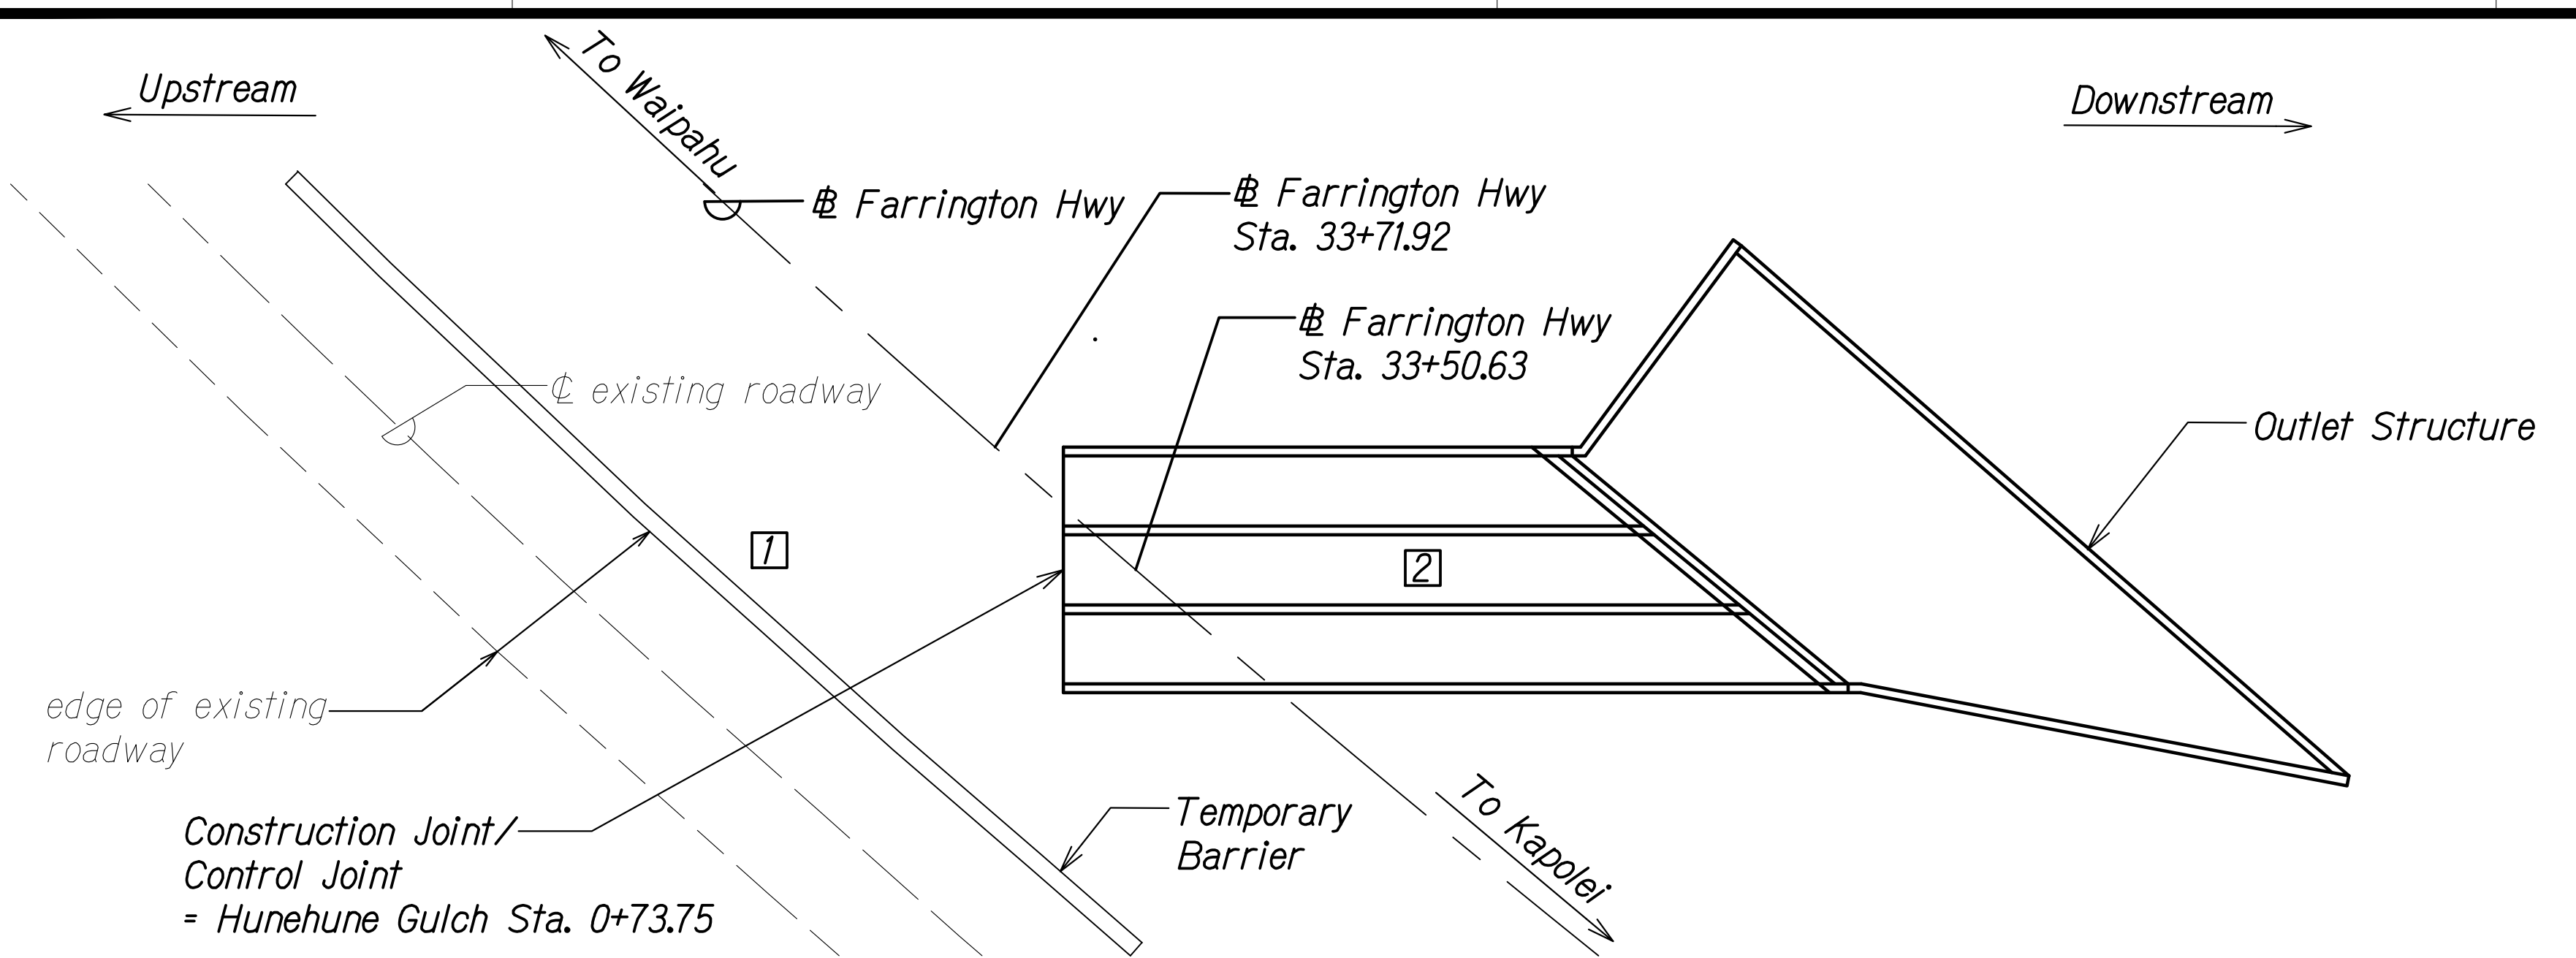 Upstream
To Waipahu
Downstream
℄ Farrington Hwy
℄ Farrington Hwy
Sta. 33+71.92
℄ Farrington Hwy
Sta. 33+50.63
℄ existing roadway
Outlet Structure
1
2
edge of existing
roadway
Construction Joint/
Control Joint
= Hunehune Gulch Sta. 0+73.75
Temporary
Barrier
To Kapolei